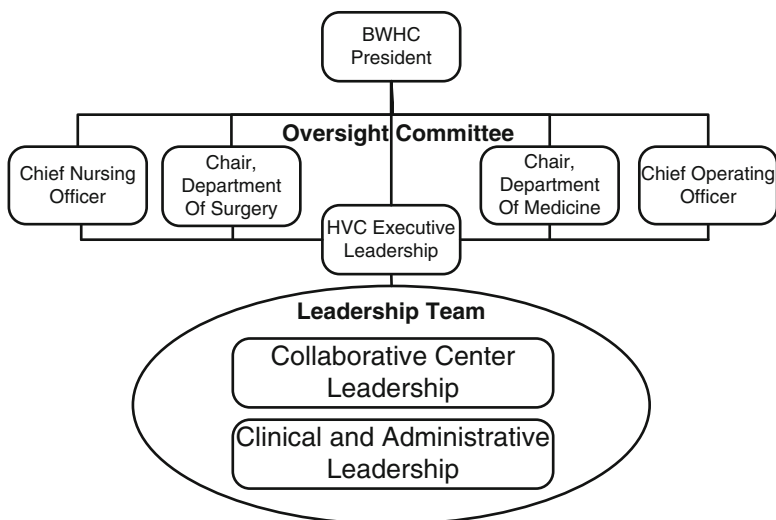 BWHC
President
Oversight Committee
Chief Nursing
Officer
Chair,
Department
Of Surgery
Chair,
Department
Of Medicine
Chief Operating
Officer
HVC Executive
Leadership
Leadership Team
Collaborative Center
Leadership
Clinical and Administrative
Leadership